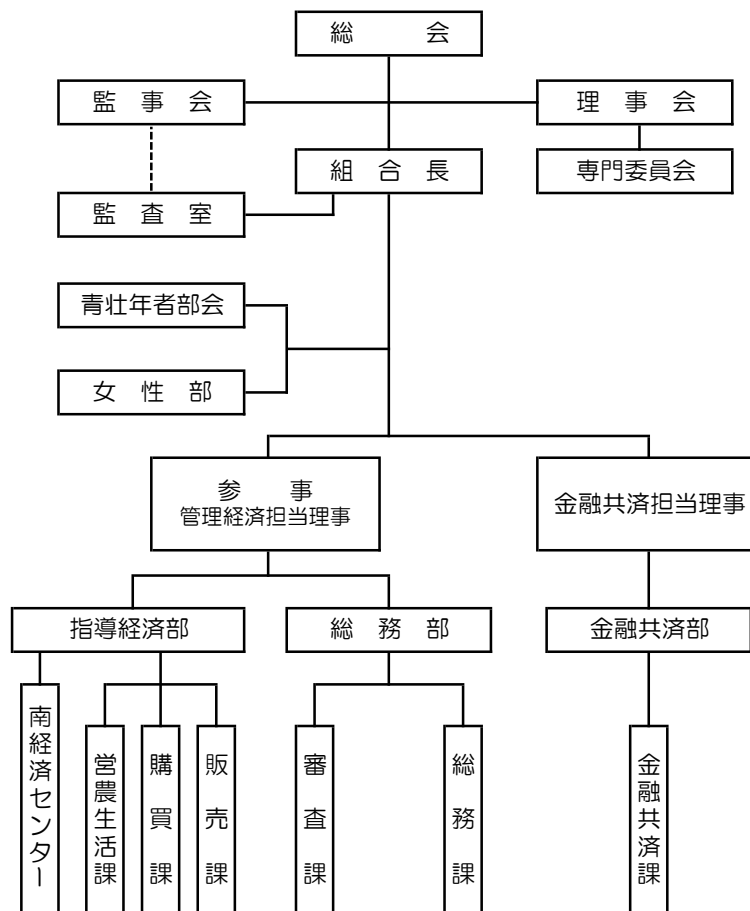 総　　会
監　事　会
理　事　会
組　合　長
専門委員会
監　査　室
青壮年者部会
女　性　部
参　　事
管理経済担当理事
金融共済担当理事
指導経済部
総　務　部
金融共済部
南経済センター
営農生活課
購　買　課
販　売　課
審　査　課
総　務　課
金融共済課